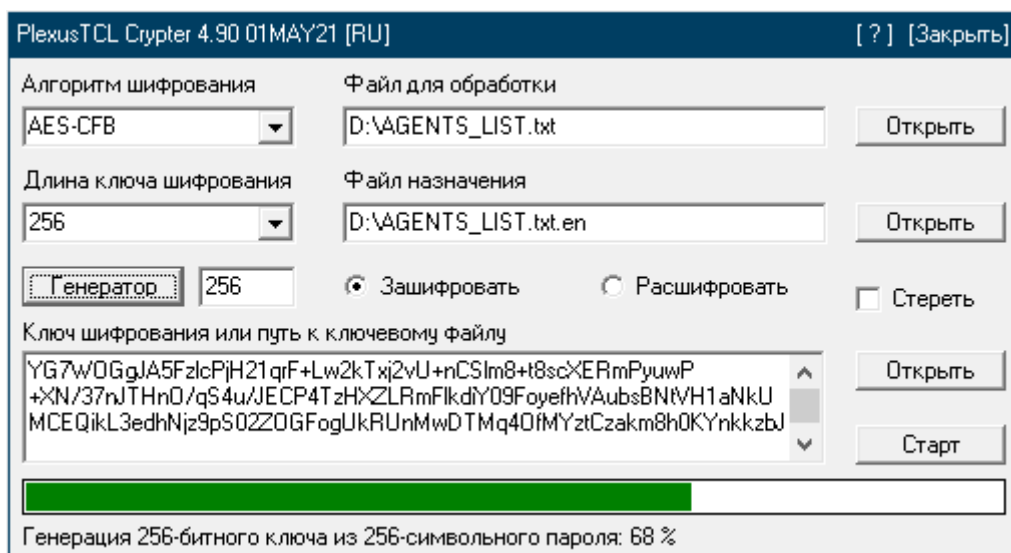 PlexusTCL Crypter 4.90 01MAY21 [RU] [ ? ] [Закрыть]
Алгоритм шифрования Файл для обработки
AES-CFB D:\AGENTS_LIST.txt Открыть
Длина ключа шифрования Файл назначения
256 D:\AGENTS_LIST.txt.en Открыть
Генератор 256 Зашифровать Расшифровать Стереть
Ключ шифрования или путь к ключевому файлу
YG7WOGgJA5FzlcPjH21qrF+Lw2kTxj2vU+nCSlm8+t8scXERmPyuwP
+XN/37nJTHnO/qS4u/JECP4TzHXZLRmFlkdiY09FoyefhVAubsBNtVH1aNkU
MCEQikL3edhNjz9pS02ZOGFogUkRUnMwDTMq4OfMYztCzakm8h0KYnkkzbJ
Открыть
Старт
Генерация 256-битного ключа из 256-символьного пароля: 68 %